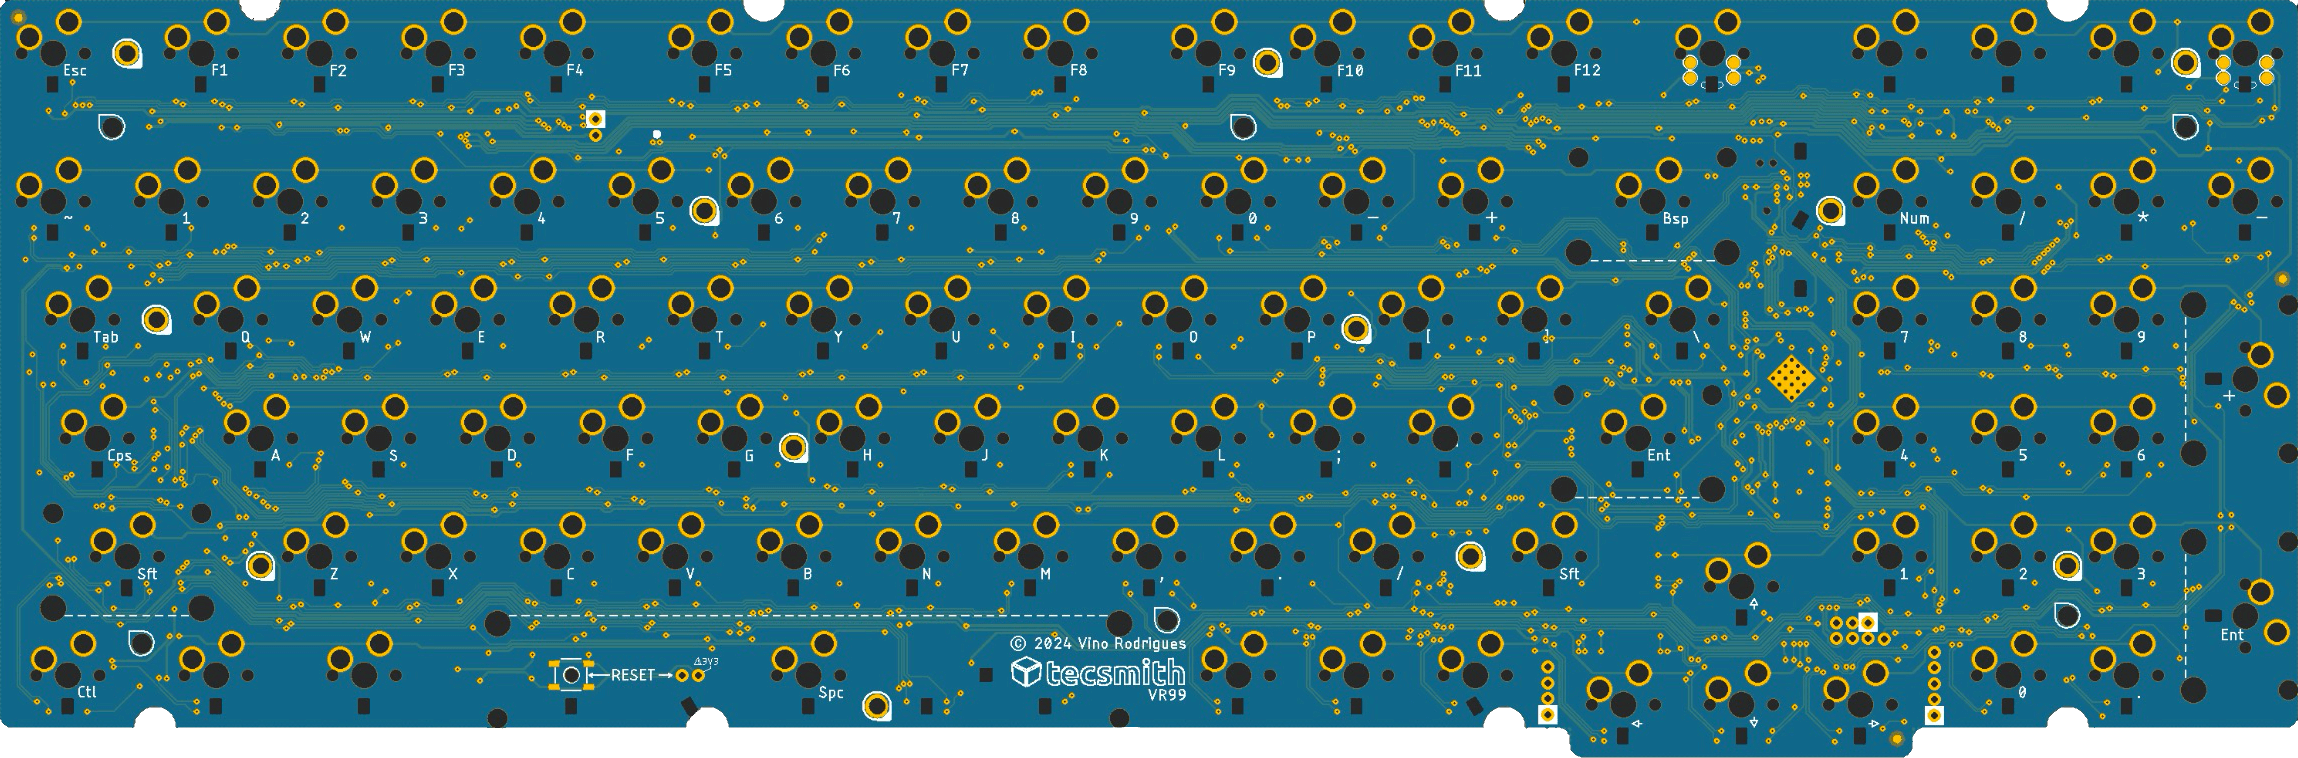 Esc F1 F2 F3 F4 F5 F6 F7 F8 F9 F10 F11 F12
~ 1 2 3 4 5 6 7 8 9 0 - + Bsp Num / * -
Tab Q W E R T Y U I O P [ ] \ 7 8 9
+
Cps A S D F G H J K L ; Ent 4 5 6
Sft Z X C V B N M , . / Sft 1 2 3
Ent
© 2024 Vino Rodrigues
tecsmith
VR99
RESET
3V3
Ctl Spc 0 .